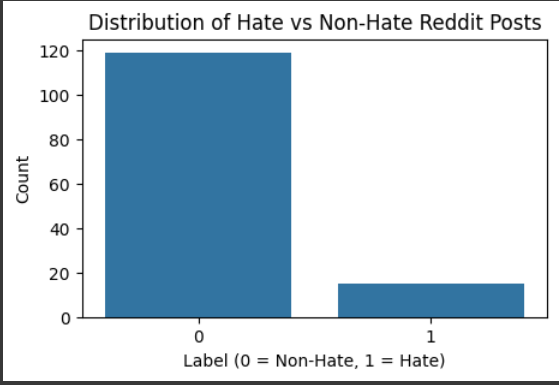 Distribution of Hate vs Non-Hate Reddit Posts
120
100
80
60
40
20
0
Count
0 1
Label (0 = Non-Hate, 1 = Hate)